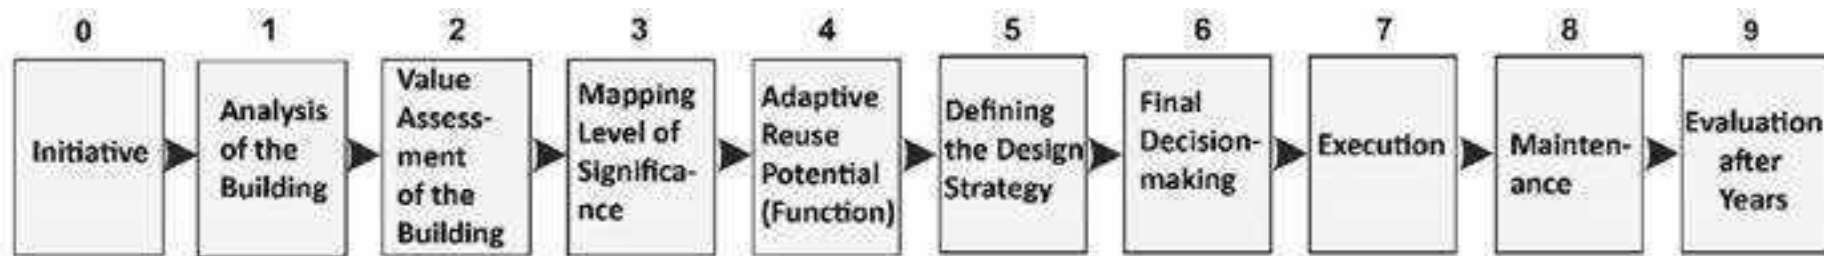 0
Initiative
1
Analysis
of the
Building
2
Value
Assess-
ment
of the
Building
3
Mapping
Level of
Significa-
nce
4
Adaptive
Reuse
Potential
(Function)
5
Defining
the Design
Strategy
6
Final
Decision-
making
7
Execution
8
Mainten-
ance
9
Evaluation
after
Years